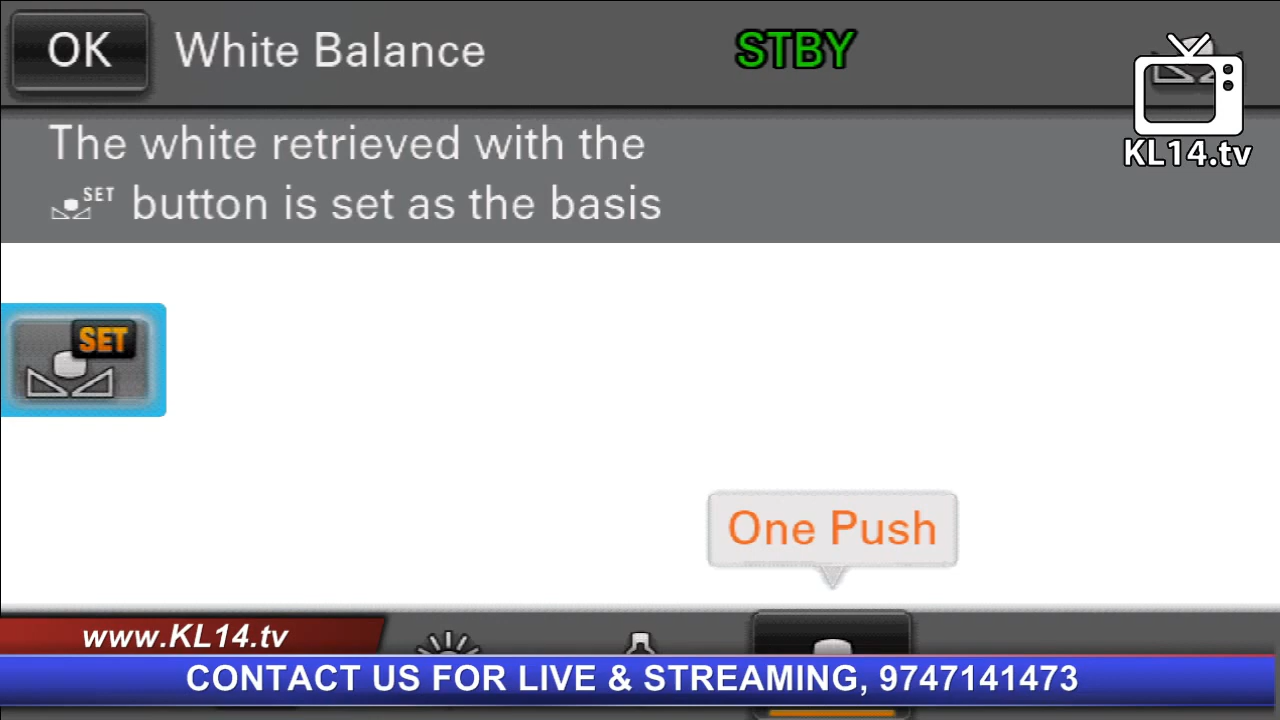 OK White Balance STBY
The white retrieved with the
SET button is set as the basis
KL14.tv
SET
One Push
www.KL14.tv
CONTACT US FOR LIVE & STREAMING, 9747141473